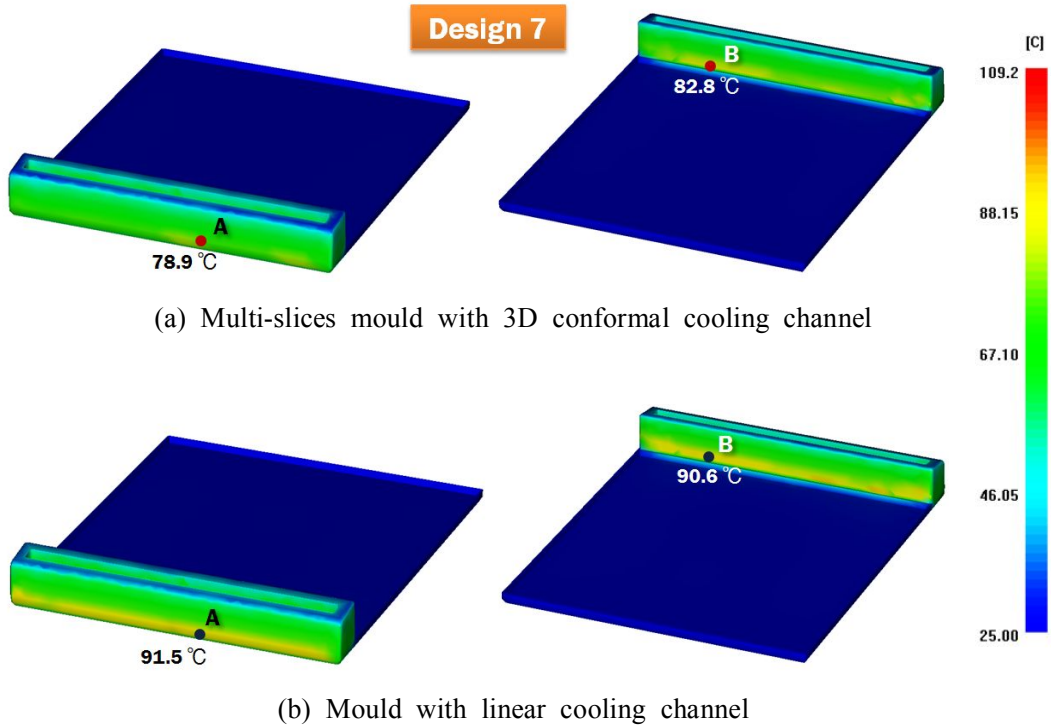 Design 7
[C]
109.2
88.15
67.10
46.05
25.00
A
78.9 ℃
B
82.8 ℃
(a) Multi-slices mould with 3D conformal cooling channel
A
91.5 ℃
B
90.6 ℃
(b) Mould with linear cooling channel